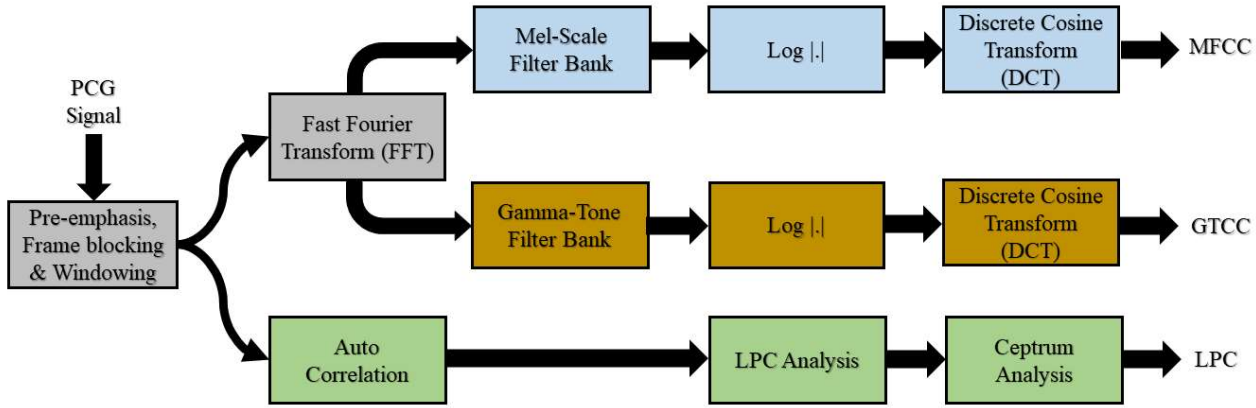 PCG
Signal
Pre-emphasis,
Frame blocking
& Windowing
Fast Fourier
Transform (FFT)
Mel-Scale
Filter Bank
Log |.|
Discrete Cosine
Transform
(DCT)
MFCC
Gamma-Tone
Filter Bank
Log |.|
Discrete Cosine
Transform
(DCT)
GTCC
Auto
Correlation
LPC Analysis
Ceptrum
Analysis
LPC